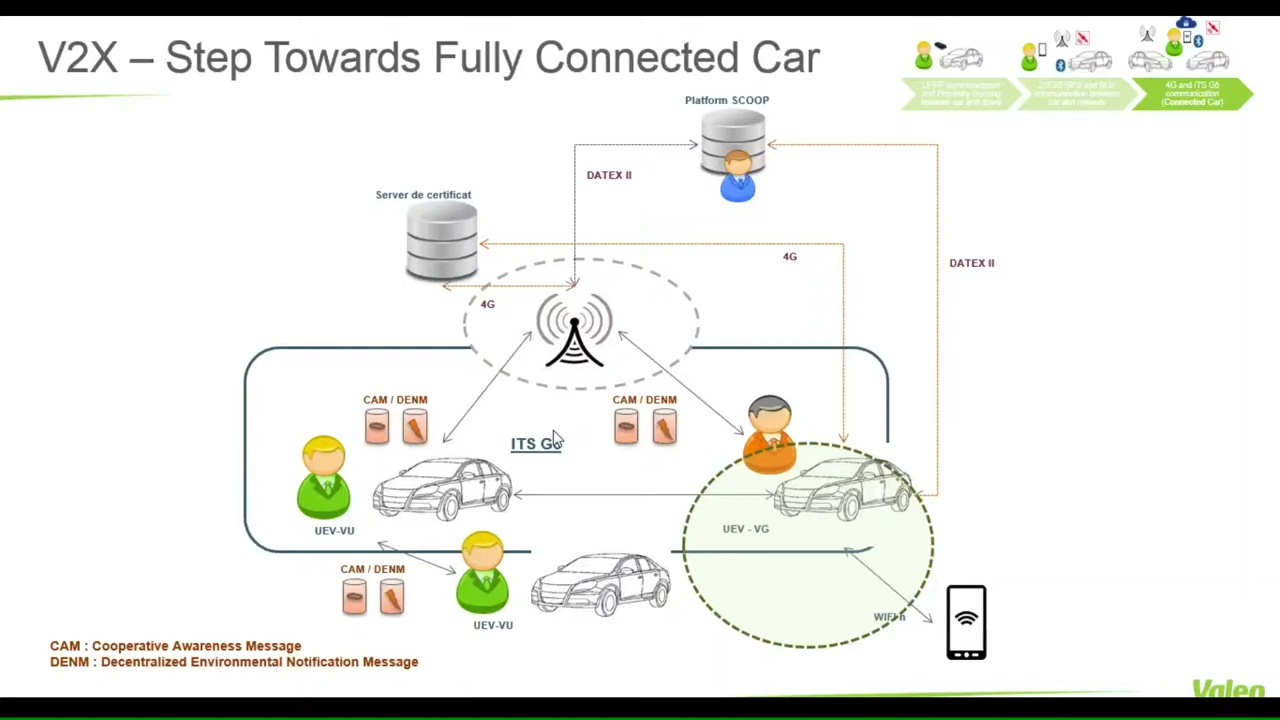 V2X – Step Towards Fully Connected Car
4G and ITS G5
communication
(Connected Car)
Platform SCOOP
DATEX II
Server de certificat
4G
DATEX II
4G
CAM / DENM
CAM / DENM
ITS G
UEV-VU
UEV - VG
CAM / DENM
UEV-VU
WIFI n
CAM : Cooperative Awareness Message
DENM : Decentralized Environmental Notification Message
Valeo